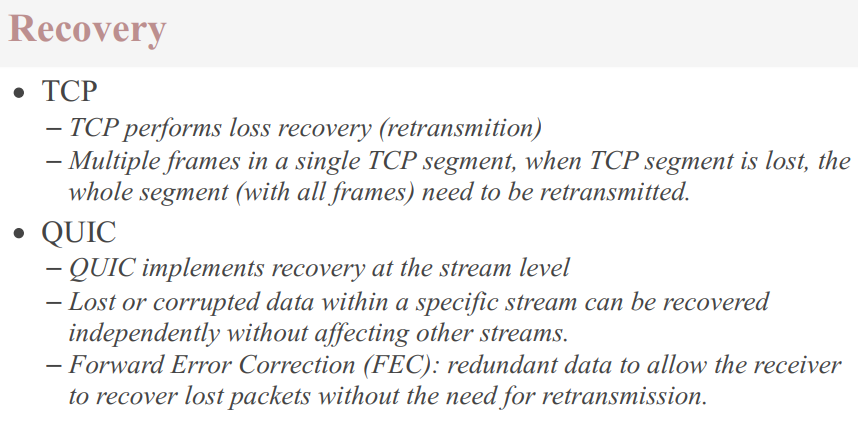 Recovery
• TCP
– TCP performs loss recovery (retransmition)
– Multiple frames in a single TCP segment, when TCP segment is lost, the
whole segment (with all frames) need to be retransmitted.
• QUIC
– QUIC implements recovery at the stream level
– Lost or corrupted data within a specific stream can be recovered
independently without affecting other streams.
– Forward Error Correction (FEC): redundant data to allow the receiver
to recover lost packets without the need for retransmission.